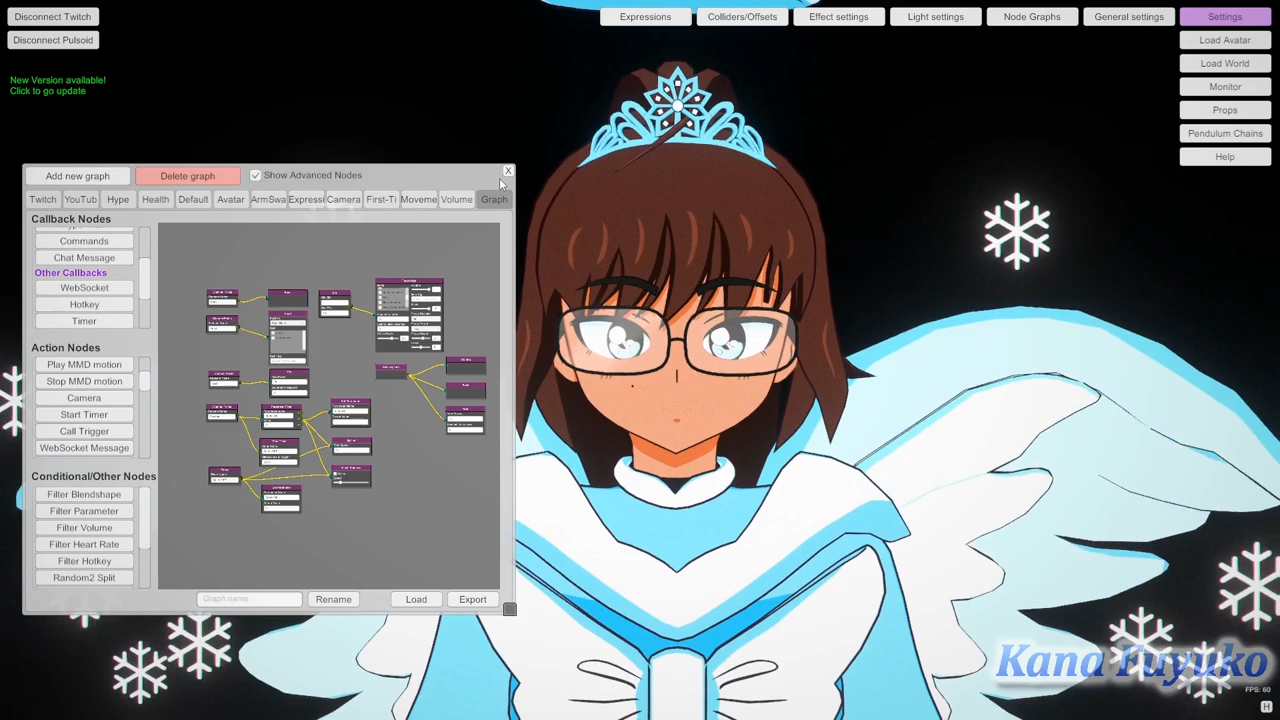 Disconnect Twitch
Expressions
Colliders/Offsets
Effect settings
Light settings
Node Graphs
General settings
Settings
Disconnect Pulsoid
Load Avatar
Load World
Monitor
Props
Pendulum Chains
Help
New Version available!
Click to go update
Add new graph
Delete graph
Show Advanced Nodes
X
Twitch
YouTub
Hype
Health
Default
Avatar
ArmSwa
Expressi
Camera
First-Ti
Moveme
Volume
Graph
Callback Nodes
Commands
Chat Message
Other Callbacks
WebSocket
Hotkey
Timer
Action Nodes
Play MMD motion
Stop MMD motion
Camera
Start Timer
Call Trigger
WebSocket Message
Conditional/Other Nodes
Filter Blendshape
Filter Parameter
Filter Volume
Filter Heart Rate
Filter Hotkey
Random2 Split
Graph name
Rename
Load
Export
Kana Fuyuko
FPS: 60
H